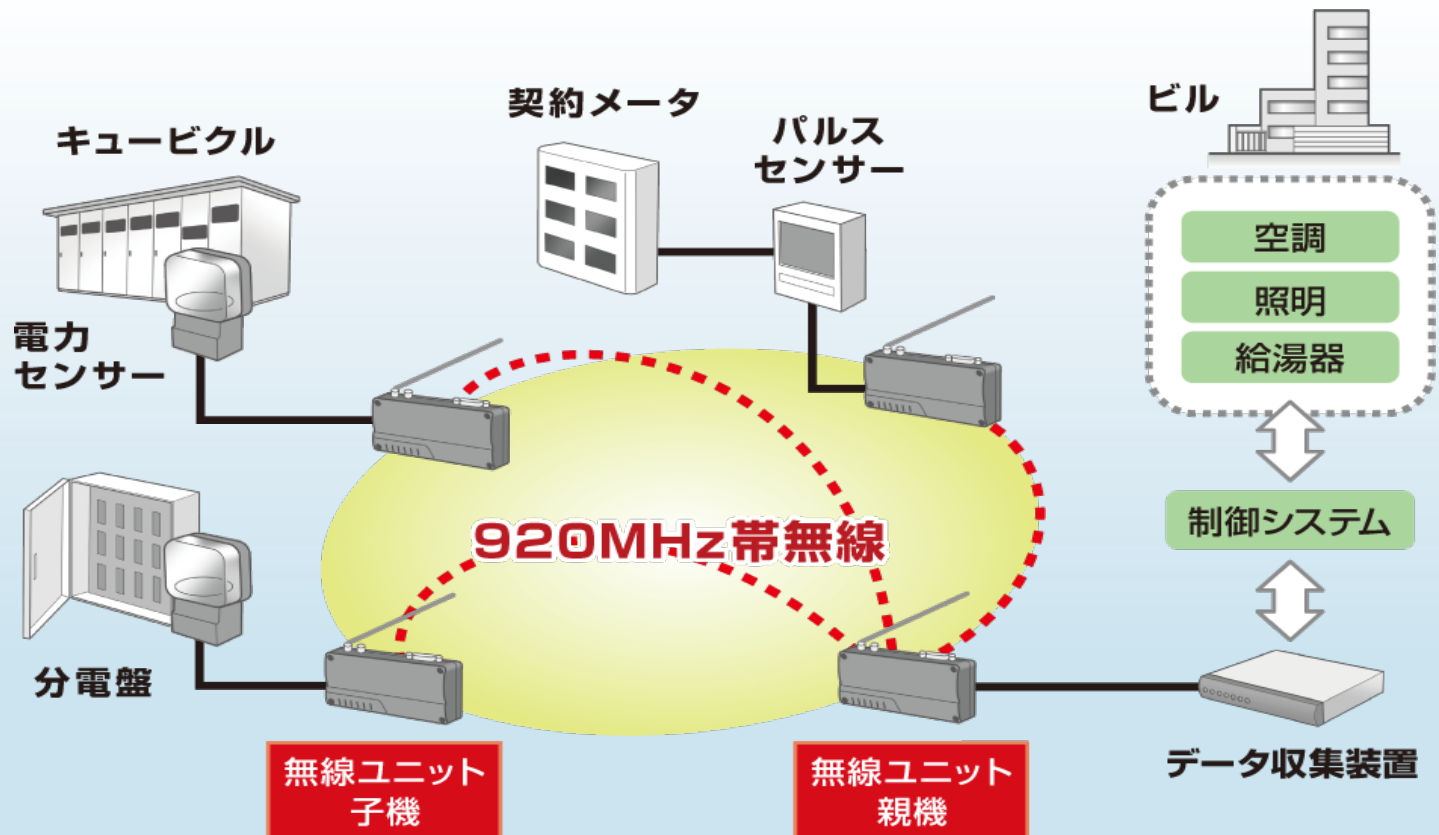 キュービクル
契約メータ
パルス
センサー
ビル
空調
照明
給湯器
電力
センサー
制御システム
920MHz帯無線
分電盤
データ収集装置
無線ユニット
子機
無線ユニット
親機